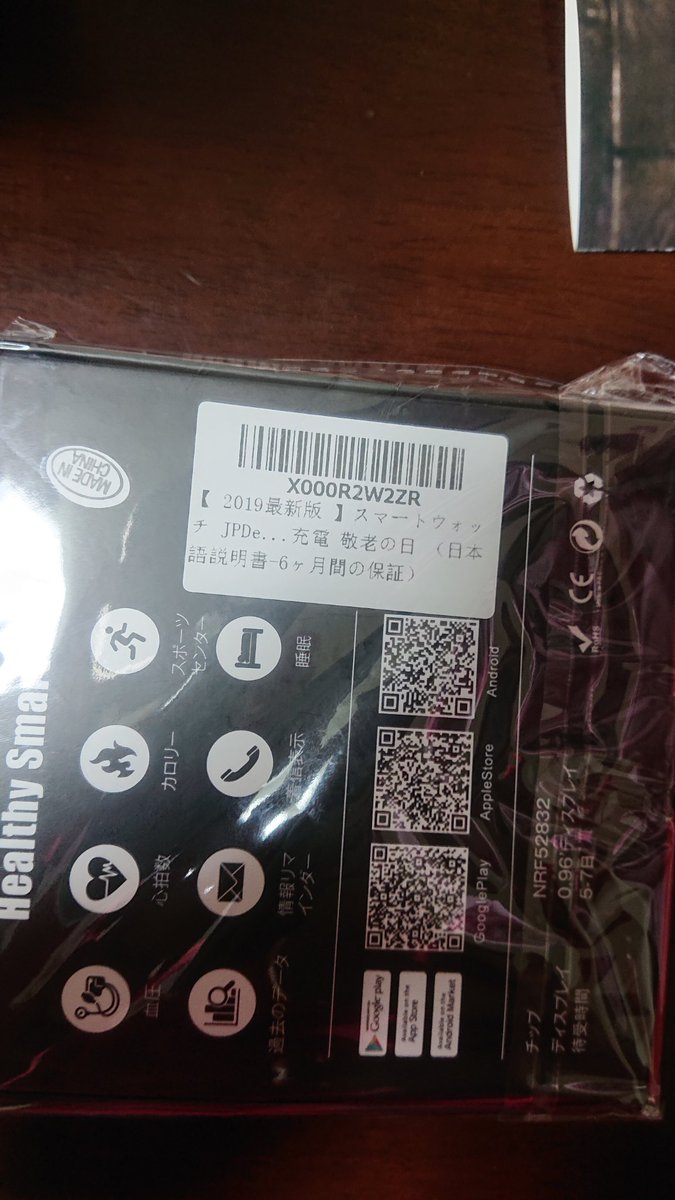 X000R2W2ZR
【 2019最新版 】スマートウォッ
チ JPDe...充電 敬老の日 （日本
語説明書-6ヶ月間の保証）
MADE IN
CHINA
Healthy Smar
血圧
心拍数
カロリー
スポーツ
センター
過去のデータ
情報リマ
インダー
着信表示
睡眠
Google play
Available on the
App Store
Available on the
Android Market
GooglePlay
AppleStore
Android
チップ
NRF52832
ディスプレイ
0.96"ディスプレイ
待受時間
5-7日
RoHS
CE